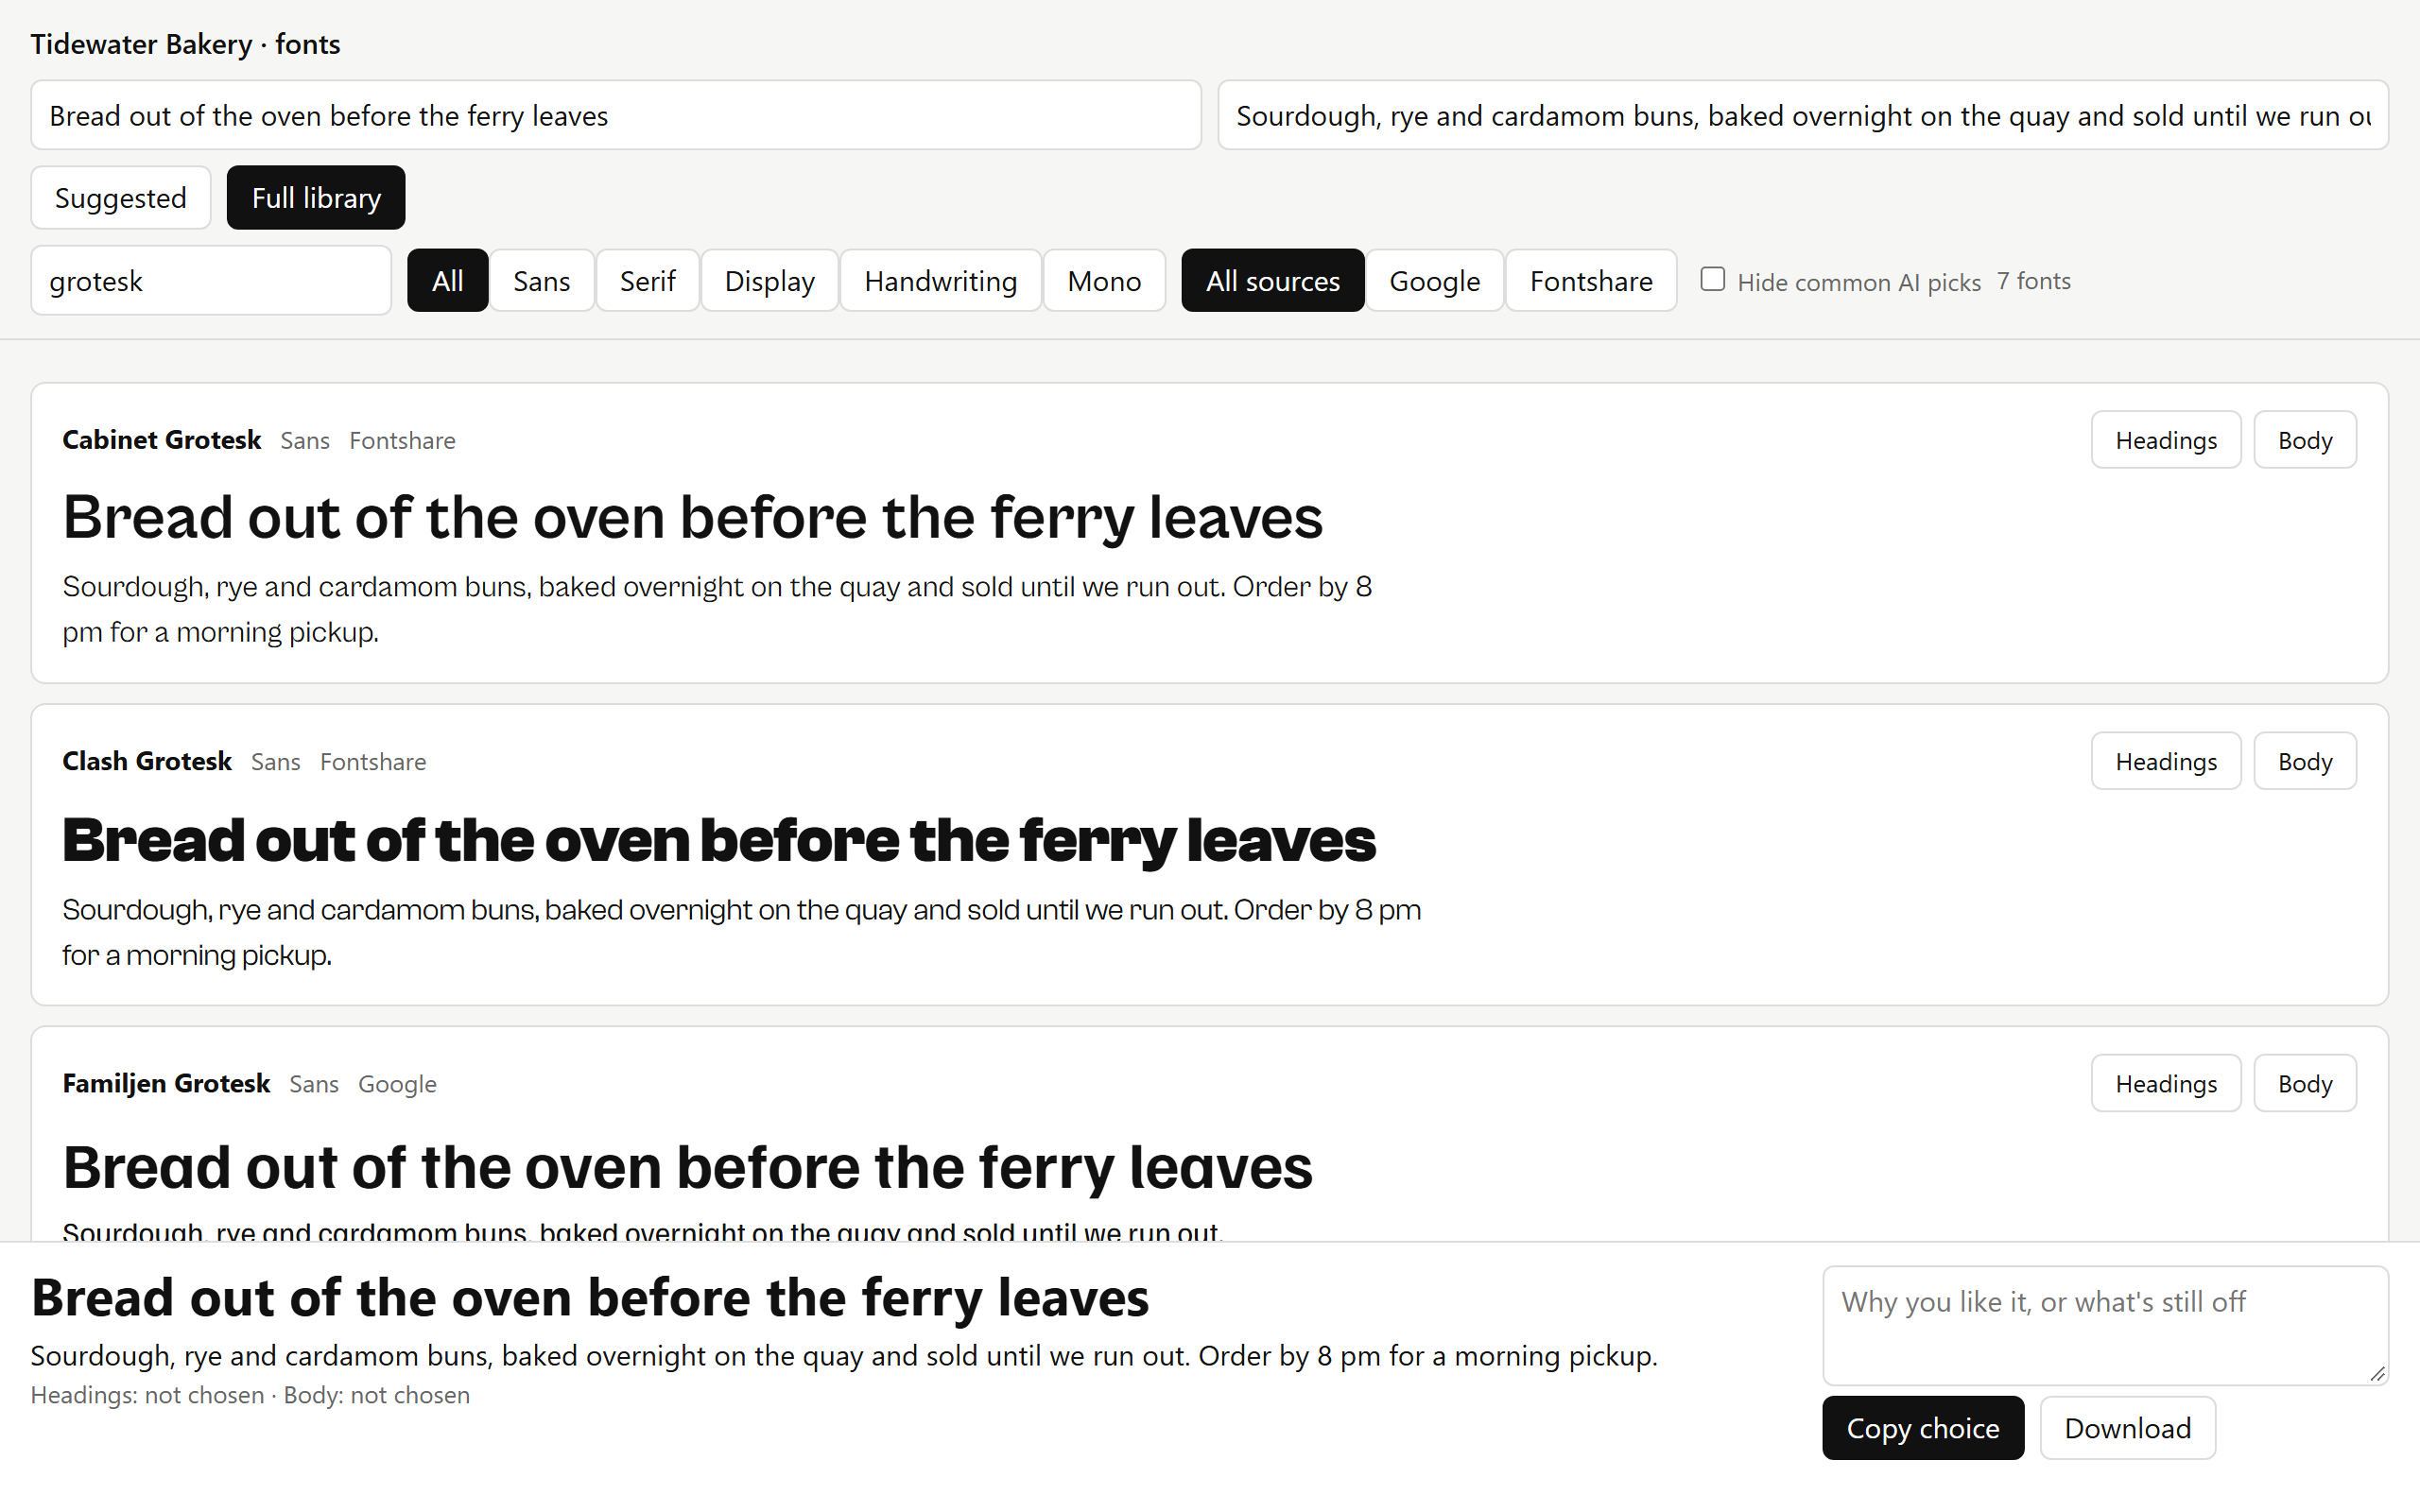 Tidewater Bakery · fonts
Bread out of the oven before the ferry leaves
Sourdough, rye and cardamom buns, baked overnight on the quay and sold until we run ou
Suggested Full library
grotesk All Sans Serif Display Handwriting Mono All sources Google Fontshare Hide common AI picks 7 fonts
Cabinet Grotesk Sans Fontshare Headings Body
Bread out of the oven before the ferry leaves
Sourdough, rye and cardamom buns, baked overnight on the quay and sold until we run out. Order by 8
pm for a morning pickup.
Clash Grotesk Sans Fontshare Headings Body
Bread out of the oven before the ferry leaves
Sourdough, rye and cardamom buns, baked overnight on the quay and sold until we run out. Order by 8 pm
for a morning pickup.
Familjen Grotesk Sans Google Headings Body
Bread out of the oven before the ferry leaves
Sourdough, rye and cardamom buns, baked overnight on the quay and sold until we run out.
Bread out of the oven before the ferry leaves
Sourdough, rye and cardamom buns, baked overnight on the quay and sold until we run out. Order by 8 pm for a morning pickup.
Headings: not chosen · Body: not chosen
Why you like it, or what's still off
Copy choice Download